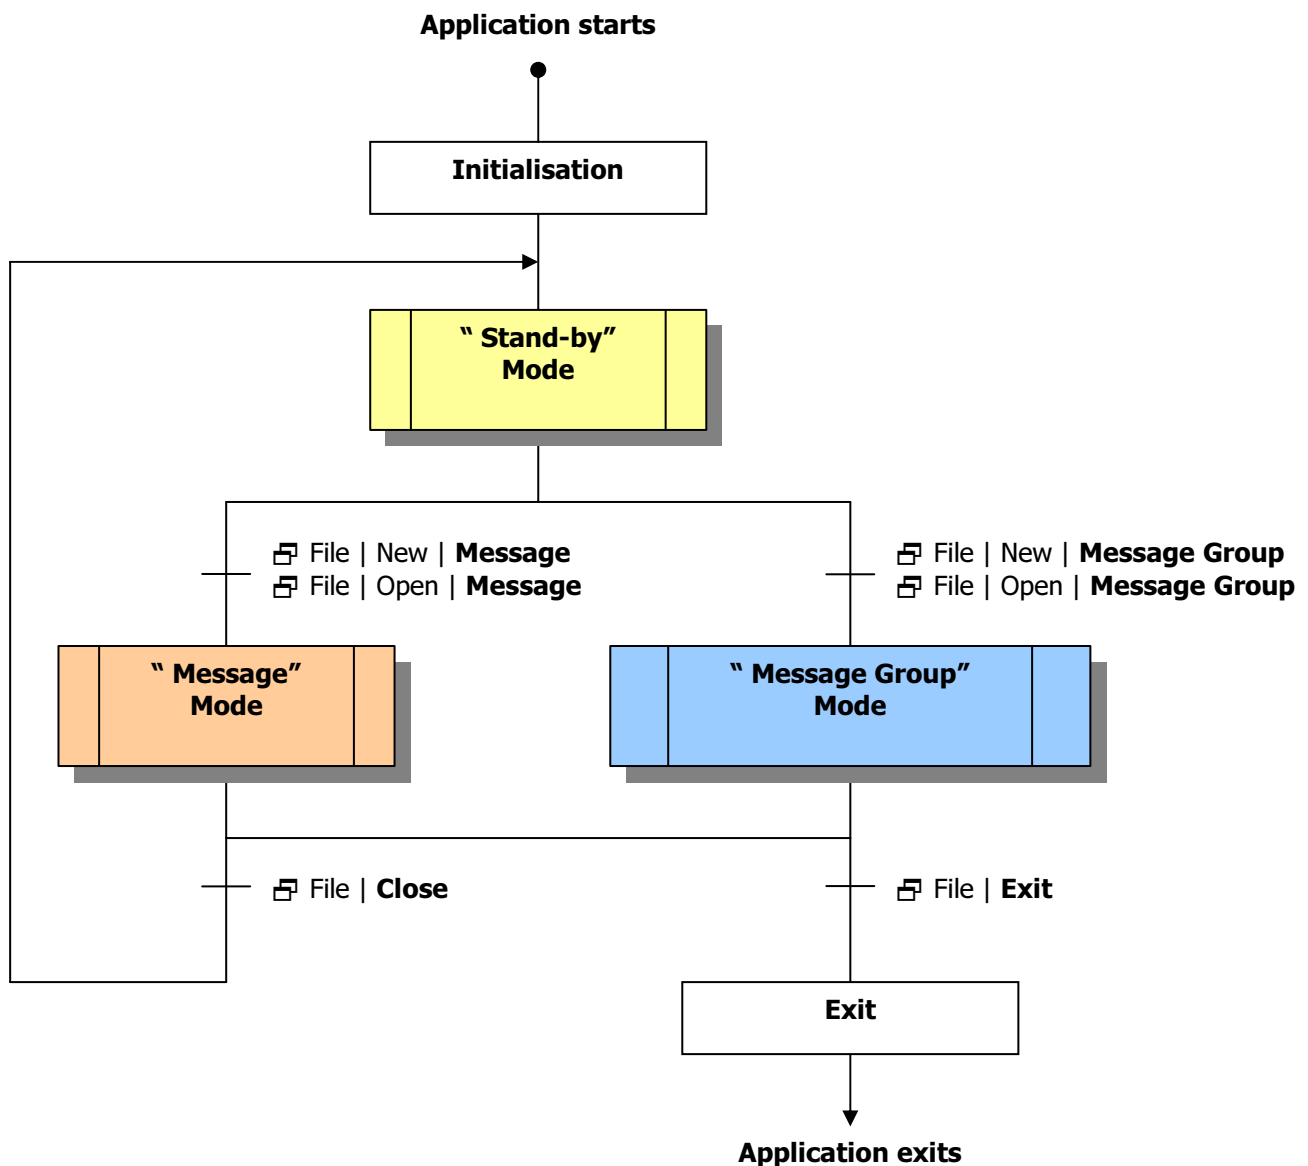 Application starts
Initialisation
“ Stand-by”
Mode
File | New | Message
File | Open | Message
File | New | Message Group
File | Open | Message Group
“ Message”
Mode
“ Message Group”
Mode
File | Close
File | Exit
Exit
Application exits